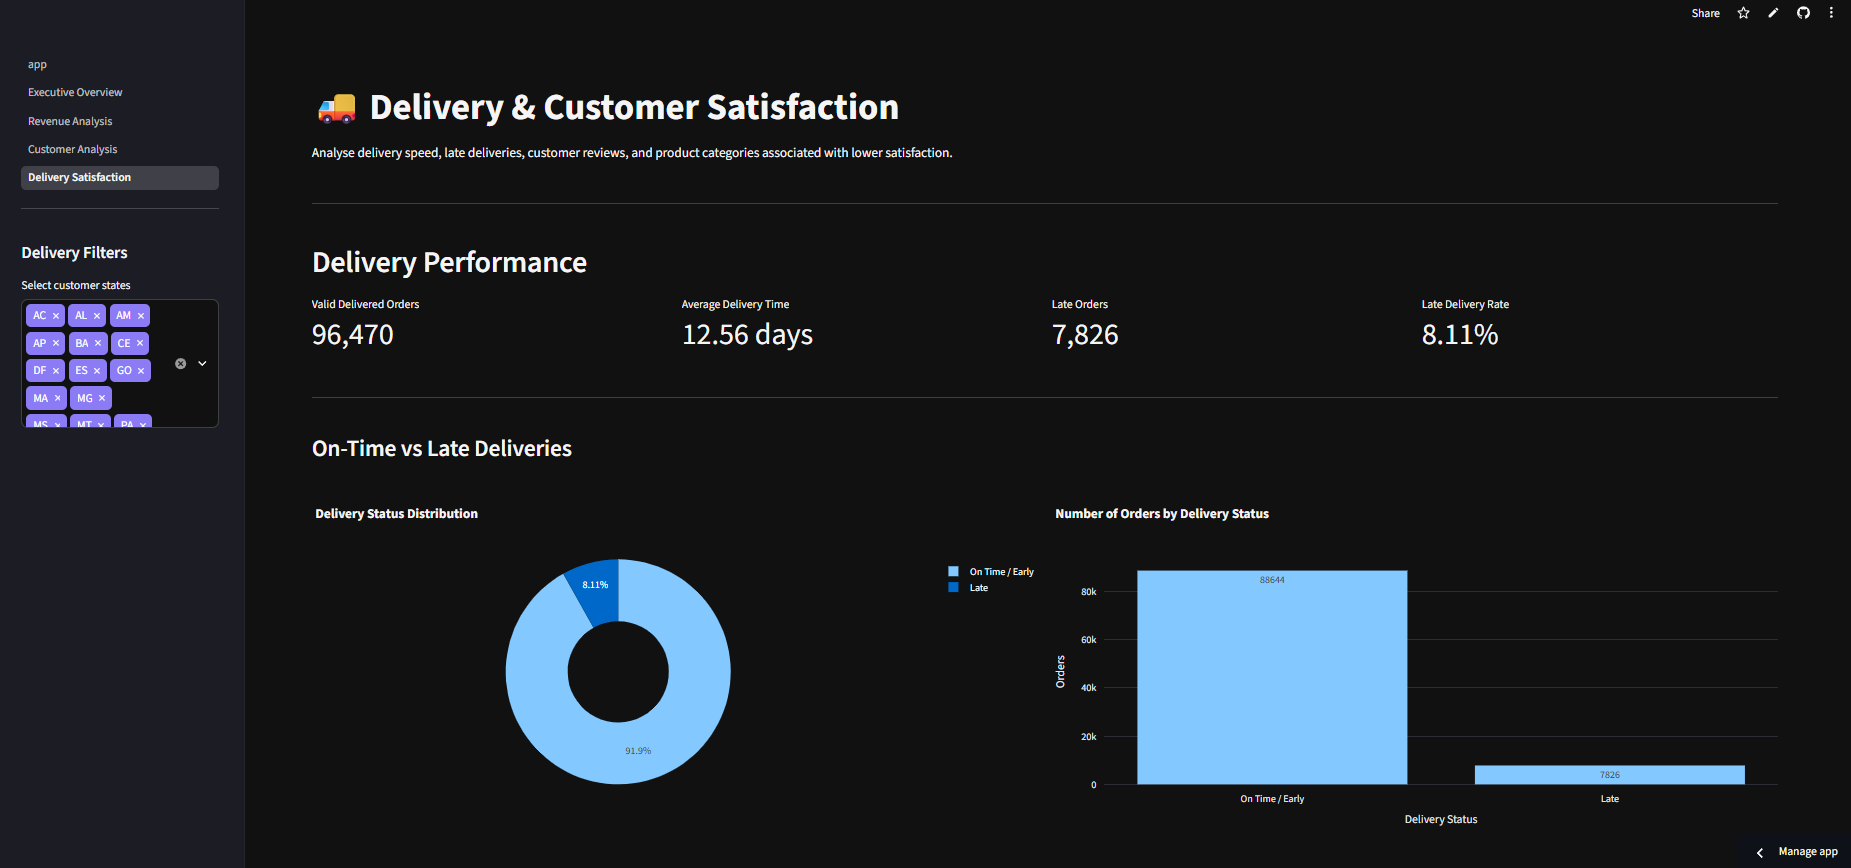 Share
app
Executive Overview
Revenue Analysis
Customer Analysis
Delivery Satisfaction
Delivery Filters
Select customer states
AC × AL × AM ×
AP × BA × CE ×
DF × ES × GO ×
MA × MG ×
MS × MT × PA ×
Delivery & Customer Satisfaction
Analyse delivery speed, late deliveries, customer reviews, and product categories associated with lower satisfaction.
Delivery Performance
Valid Delivered Orders
96,470
Average Delivery Time
12.56 days
Late Orders
7,826
Late Delivery Rate
8.11%
On-Time vs Late Deliveries
Delivery Status Distribution
8.11%
91.9%
On Time / Early
Late
Number of Orders by Delivery Status
Orders
80k
60k
40k
20k
0
88644
7826
On Time / Early
Late
Delivery Status
Manage app